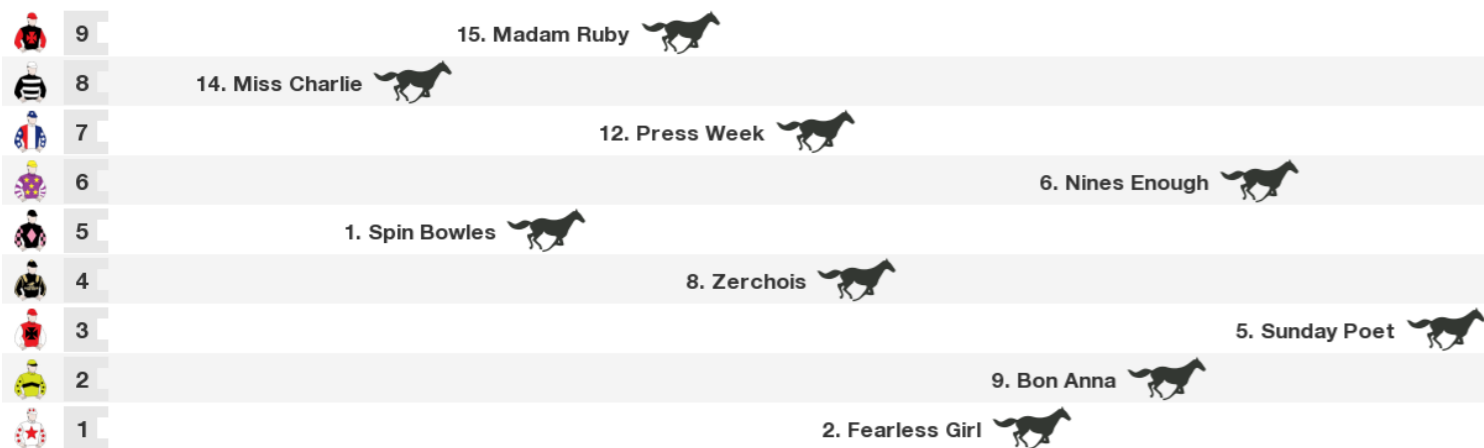 9 15. Madam Ruby
8 14. Miss Charlie
7 12. Press Week
6 6. Nines Enough
5 1. Spin Bowles
4 8. Zerchois
3 5. Sunday Poet
2 9. Bon Anna
1 2. Fearless Girl